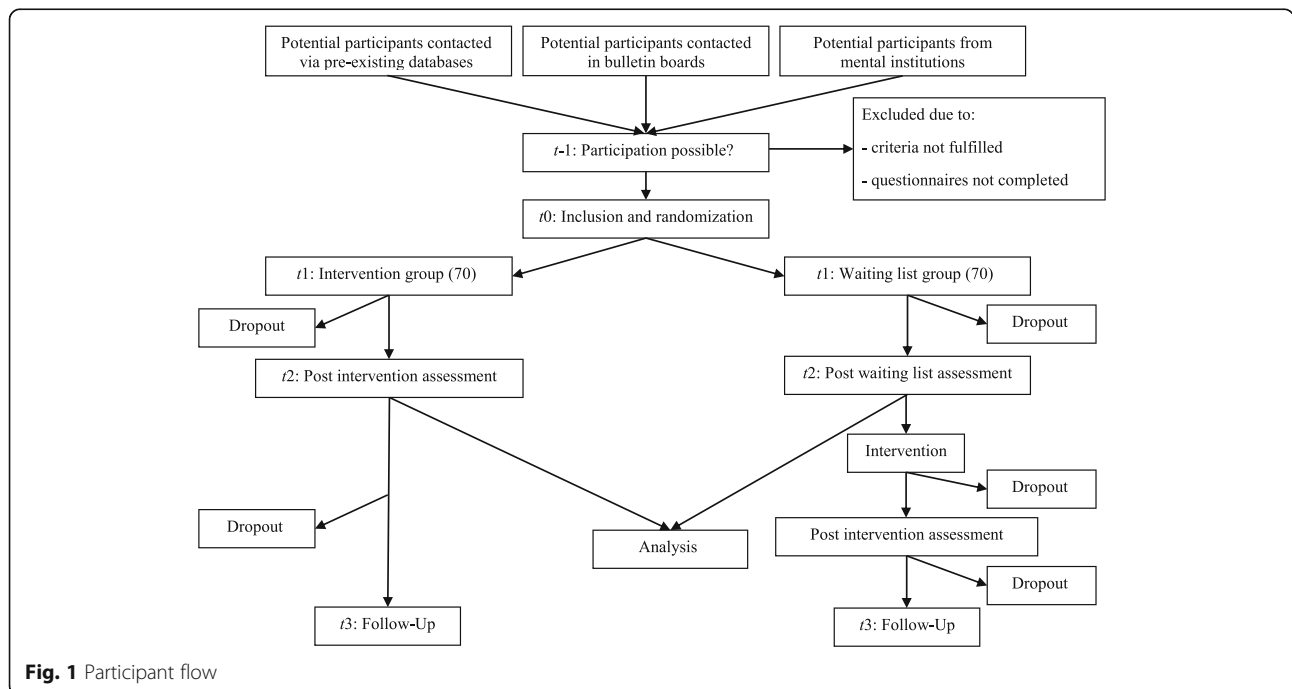 Potential participants contacted
via pre-existing databases
Potential participants contacted
in bulletin boards
Potential participants from
mental institutions
Excluded due to:
- criteria not fulfilled
- questionnaires not completed
t-1: Participation possible?
t0: Inclusion and randomization
t1: Intervention group (70)
t1: Waiting list group (70)
Dropout
Dropout
t2: Post intervention assessment
t2: Post waiting list assessment
Intervention
Dropout
Dropout
Analysis
Post intervention assessment
Dropout
t3: Follow-Up
t3: Follow-Up
Fig. 1 Participant flow